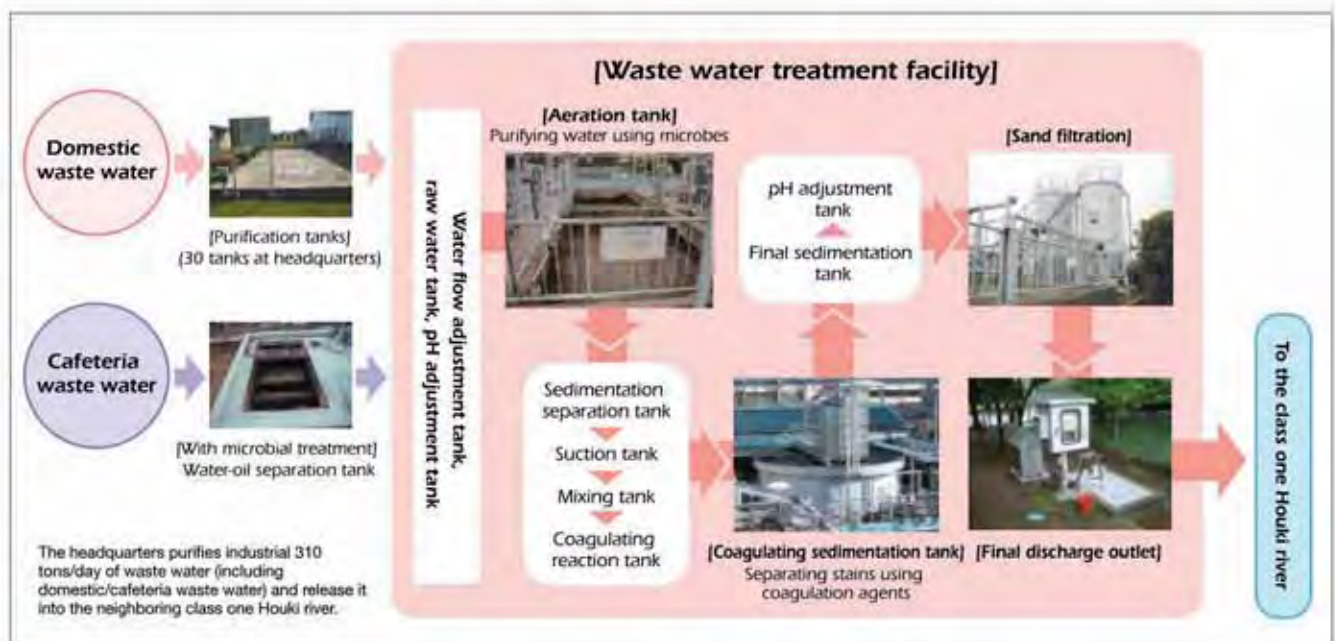 [Waste water treatment facility]
Domestic
waste water
[Purification tanks]
(30 tanks at headquarters)
Cafeteria
waste water
[With microbial treatment]
Water-oil separation tank
The headquarters purifies industrial 310
tons/day of waste water (including
domestic/cafeteria waste water) and release it
into the neighboring class one Houki river.
Water flow adjustment tank,
raw water tank, pH adjustment tank
[Aeration tank]
Purifying water using microbes
Sedimentation
separation tank
Suction tank
Mixing tank
Coagulating
reaction tank
[Coagulating sedimentation tank]
Separating stains using
coagulation agents
pH adjustment
tank
Final sedimentation
tank
[Sand filtration]
[Final discharge outlet]
To the class one Houki river